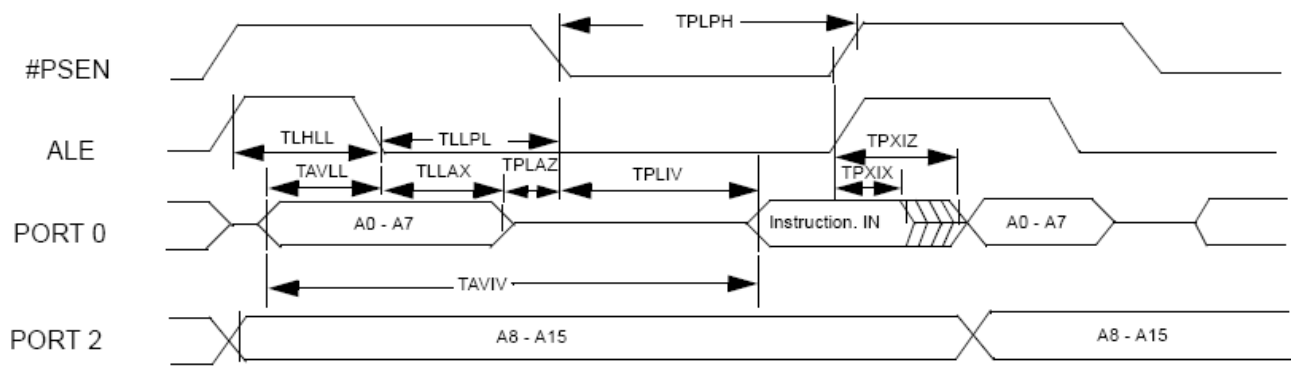 #PSEN
TPLPH
ALE
TLHLL
TLLPL
TPXIZ
TAVLL
TLLAX
TPLAZ
TPLIV
TPXIX
PORT 0
A0 - A7
Instruction. IN
A0 - A7
TAVIV
PORT 2
A8 - A15
A8 - A15